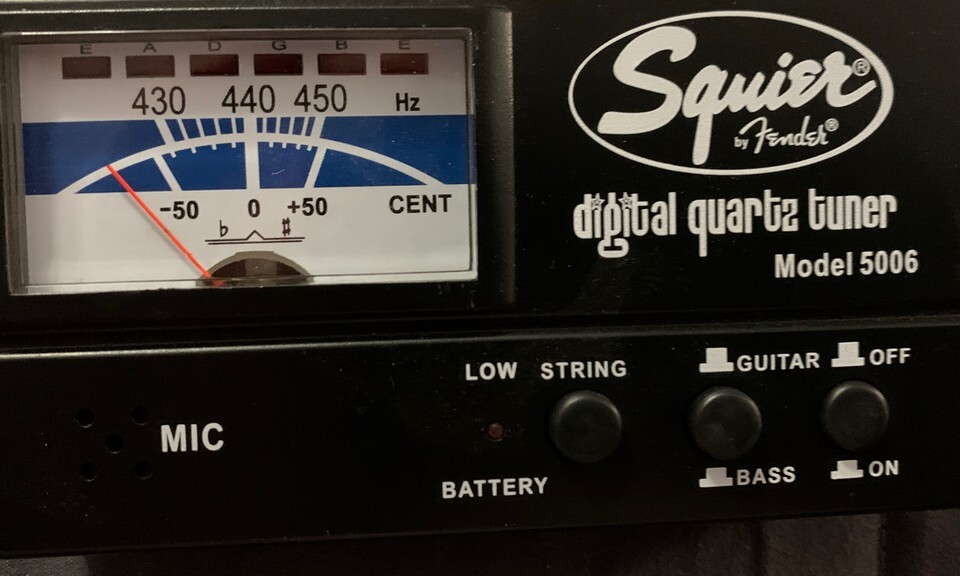 E A D G B E
430 440 450 Hz
-50 0 +50 CENT
♭ ♯
Squier®
by Fender®
digital quartz tuner
Model 5006
LOW STRING GUITAR OFF
MIC
BATTERY BASS ON